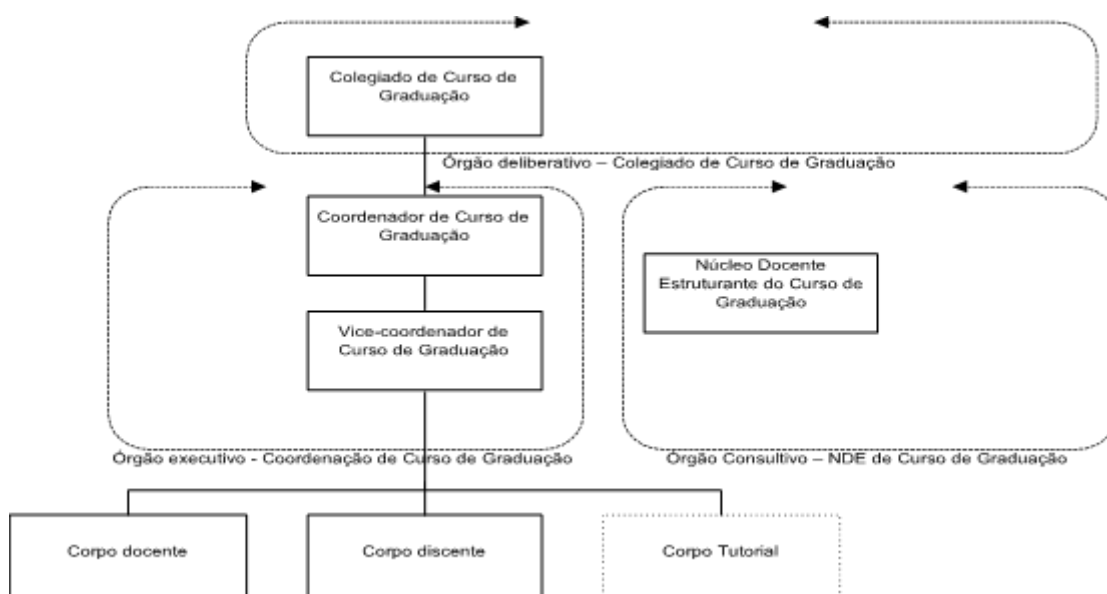 Colegiado de Curso de
Graduação
Órgão deliberativo – Colegiado de Curso de Graduação
Coordenador de Curso de
Graduação
Vice-coordenador de
Curso de Graduação
Órgão executivo - Coordenação de Curso de Graduação
Núcleo Docente
Estruturante do Curso de
Graduação
Órgão Consultivo – NDE de Curso de Graduação
Corpo docente
Corpo discente
Corpo Tutorial